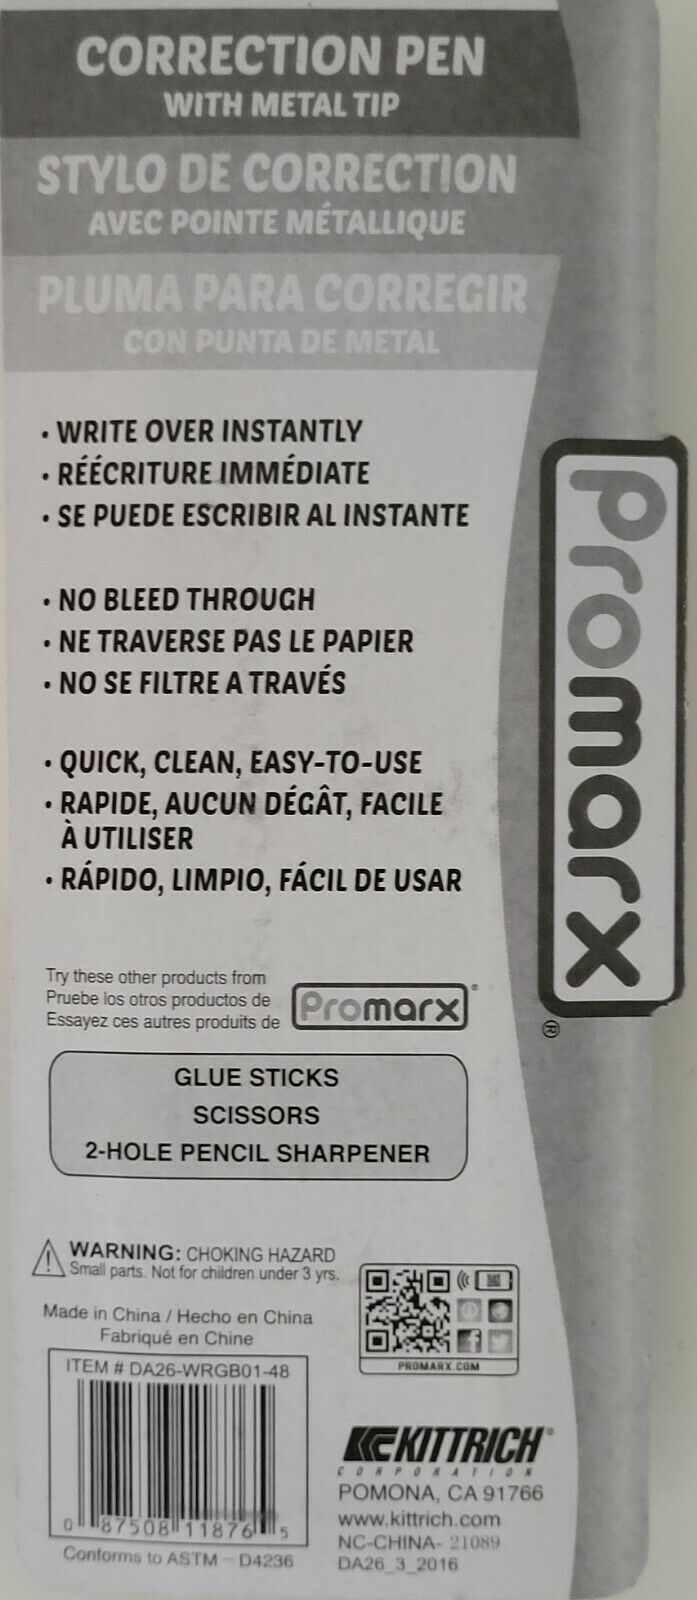 CORRECTION PEN
WITH METAL TIP
STYLO DE CORRECTION
AVEC POINTE MÉTALLIQUE
PLUMA PARA CORREGIR
CON PUNTA DE METAL
• WRITE OVER INSTANTLY
• RÉÉCRITURE IMMÉDIATE
• SE PUEDE ESCRIBIR AL INSTANTE
• NO BLEED THROUGH
• NE TRAVERSE PAS LE PAPIER
• NO SE FILTRE A TRAVÉS
• QUICK, CLEAN, EASY-TO-USE
• RAPIDE, AUCUN DÉGÂT, FACILE
À UTILISER
• RÁPIDO, LIMPIO, FÁCIL DE USAR
Promarx
®
Try these other products from
Pruebe los otros productos de
Essayez ces autres produits de
Promarx®
GLUE STICKS
SCISSORS
2-HOLE PENCIL SHARPENER
WARNING: CHOKING HAZARD
Small parts. Not for children under 3 yrs.
Made in China / Hecho en China
Fabriqué en Chine
ITEM # DA26-WRGB01-48
0 87508 11876 5
Conforms to ASTM - D4236
PROMARX.COM
KITTRICH®
CORPORATION
POMONA, CA 91766
www.kittrich.com
NC-CHINA- 21089
DA26_3_2016